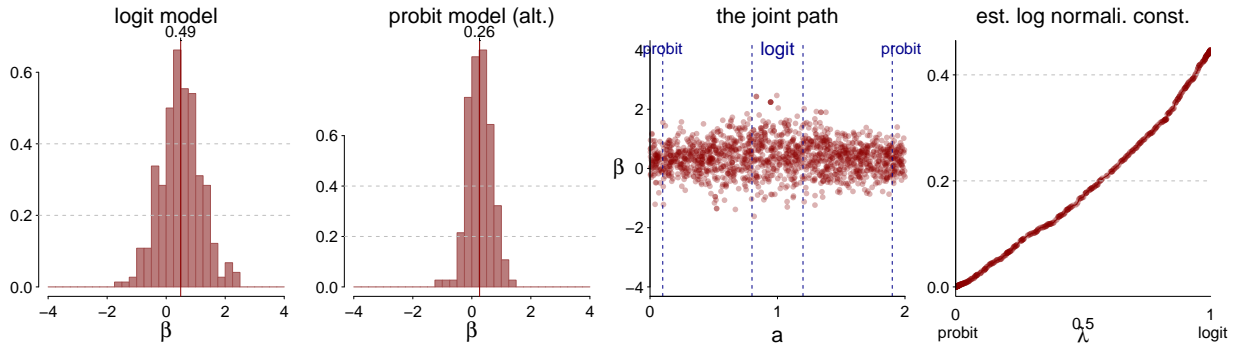 logit model
0.49
0.6
0.4
0.2
0.0
−4
−2
0
2
4
β
probit model (alt.)
0.26
0.6
0.4
0.2
0.0
−4
−2
0
2
4
β
the joint path
probit
logit
probit
4
2
0
−2
−4
β
0
1
2
a
est. log normali. const.
0.4
0.2
0.0
0
probit
0.5
λ
1
logit